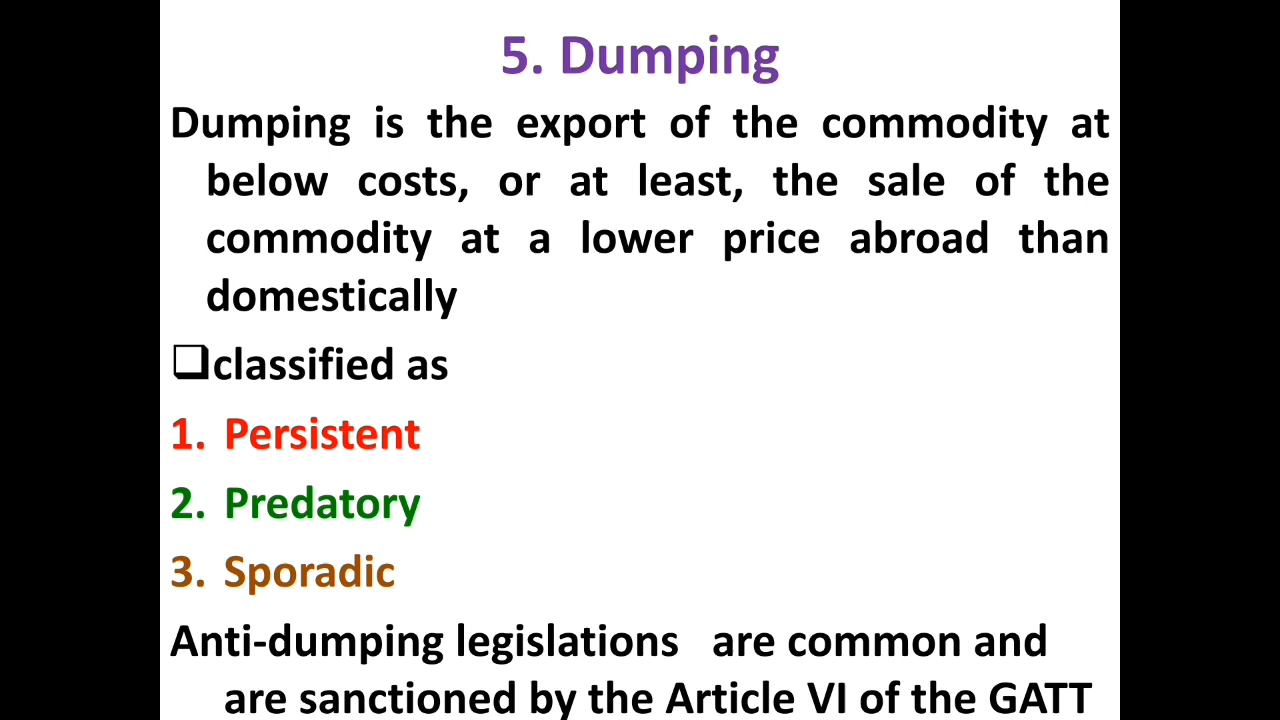 5. Dumping
Dumping is the export of the commodity at
below costs, or at least, the sale of the
commodity at a lower price abroad than
domestically
❑classified as
1. Persistent
2. Predatory
3. Sporadic
Anti-dumping legislations are common and
are sanctioned by the Article VI of the GATT